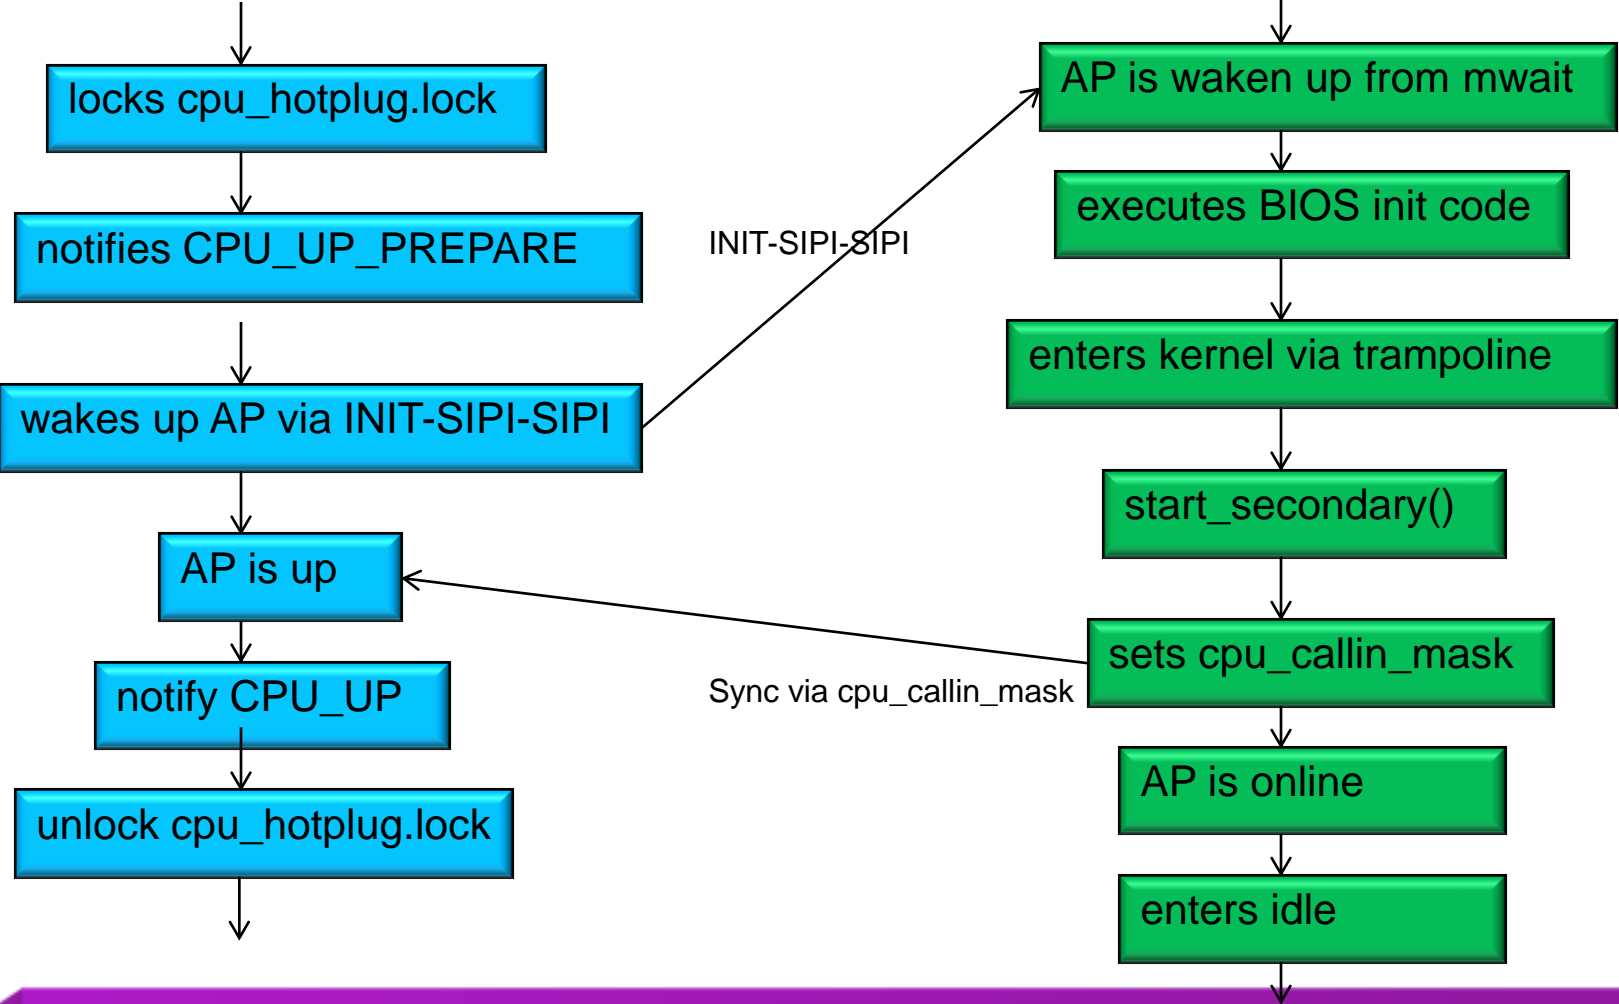 locks cpu_hotplug.lock
notifies CPU_UP_PREPARE
wakes up AP via INIT-SIPI-SIPI
AP is up
notify CPU_UP
unlock cpu_hotplug.lock
INIT-SIPI-SIPI
Sync via cpu_callin_mask
AP is waken up from mwait
executes BIOS init code
enters kernel via trampoline
start_secondary()
sets cpu_callin_mask
AP is online
enters idle